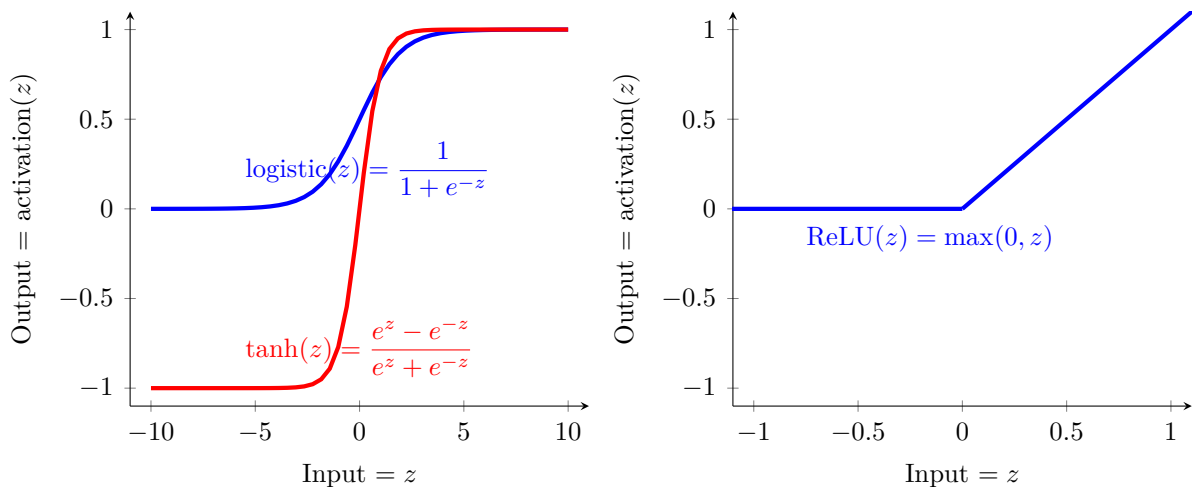 Output = activation(z)
1
0.5
0
−0.5
−1
logistic(z) = 1 / (1 + e^{−z})
tanh(z) = (e^z − e^{−z}) / (e^z + e^{−z})
−10 −5 0 5 10
Input = z
Output = activation(z)
1
0.5
0
−0.5
−1
ReLU(z) = max(0, z)
−1 −0.5 0 0.5 1
Input = z